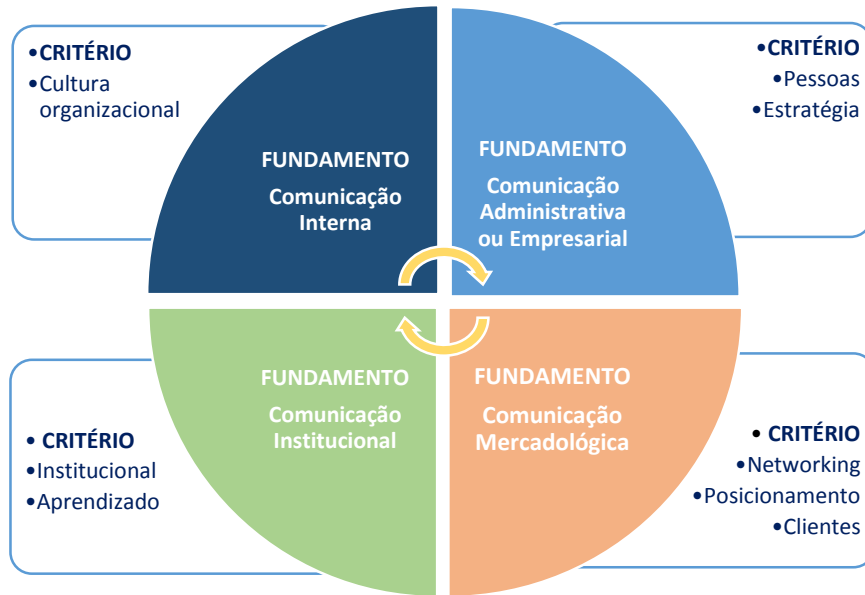 •CRITÉRIO
•Cultura
organizacional
FUNDAMENTO
Comunicação
Interna
FUNDAMENTO
Comunicação
Administrativa
ou Empresarial
•CRITÉRIO
•Pessoas
•Estratégia
• CRITÉRIO
•Institucional
•Aprendizado
FUNDAMENTO
Comunicação
Institucional
FUNDAMENTO
Comunicação
Mercadológica
• CRITÉRIO
•Networking
•Posicionamento
•Clientes